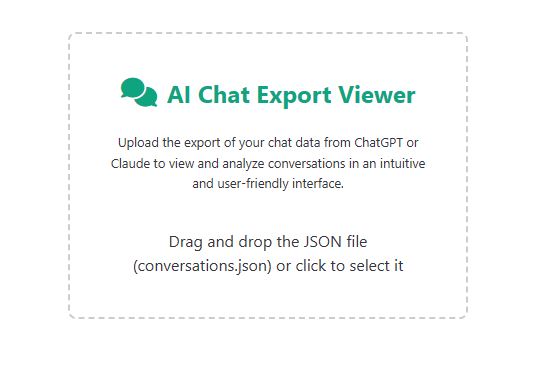 AI Chat Export Viewer
Upload the export of your chat data from ChatGPT or
Claude to view and analyze conversations in an intuitive
and user-friendly interface.
Drag and drop the JSON file
(conversations.json) or click to select it